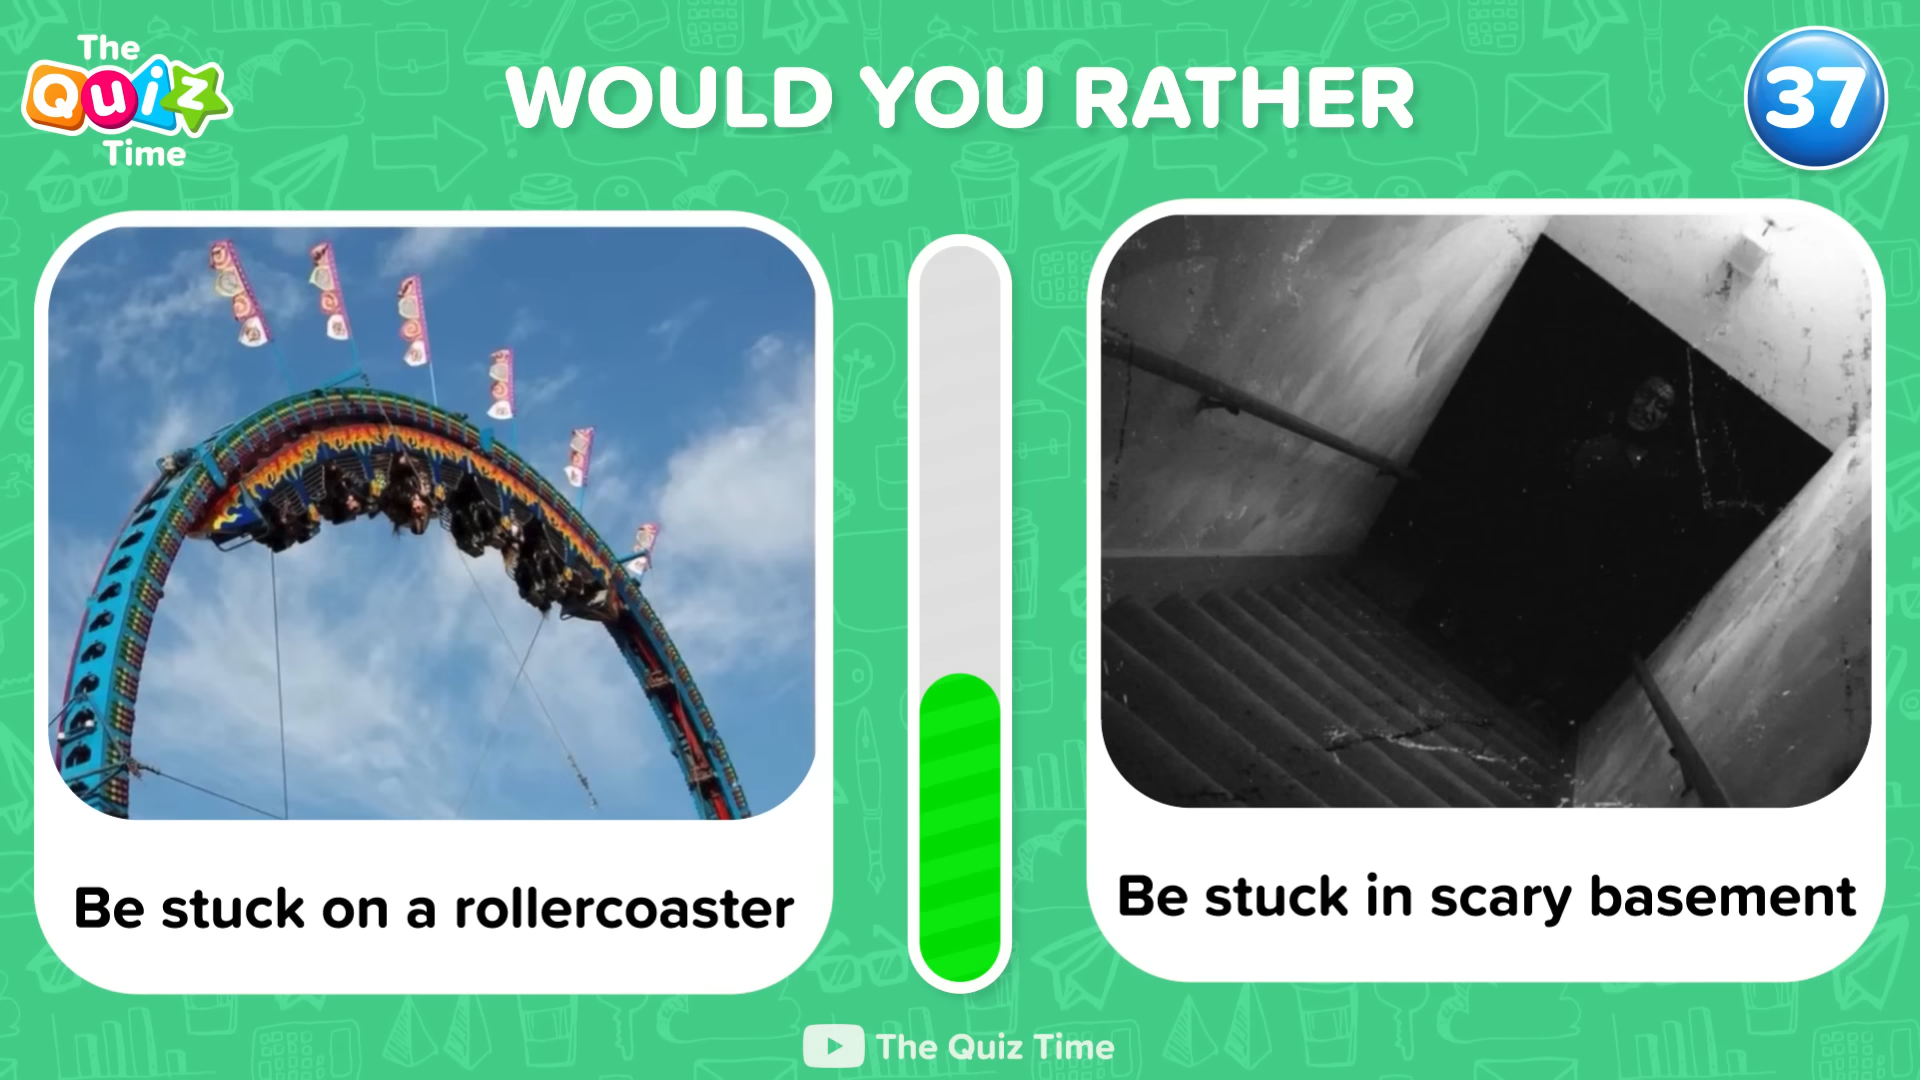 The
Quiz
Time
WOULD YOU RATHER
37
Be stuck on a rollercoaster
Be stuck in scary basement
The Quiz Time